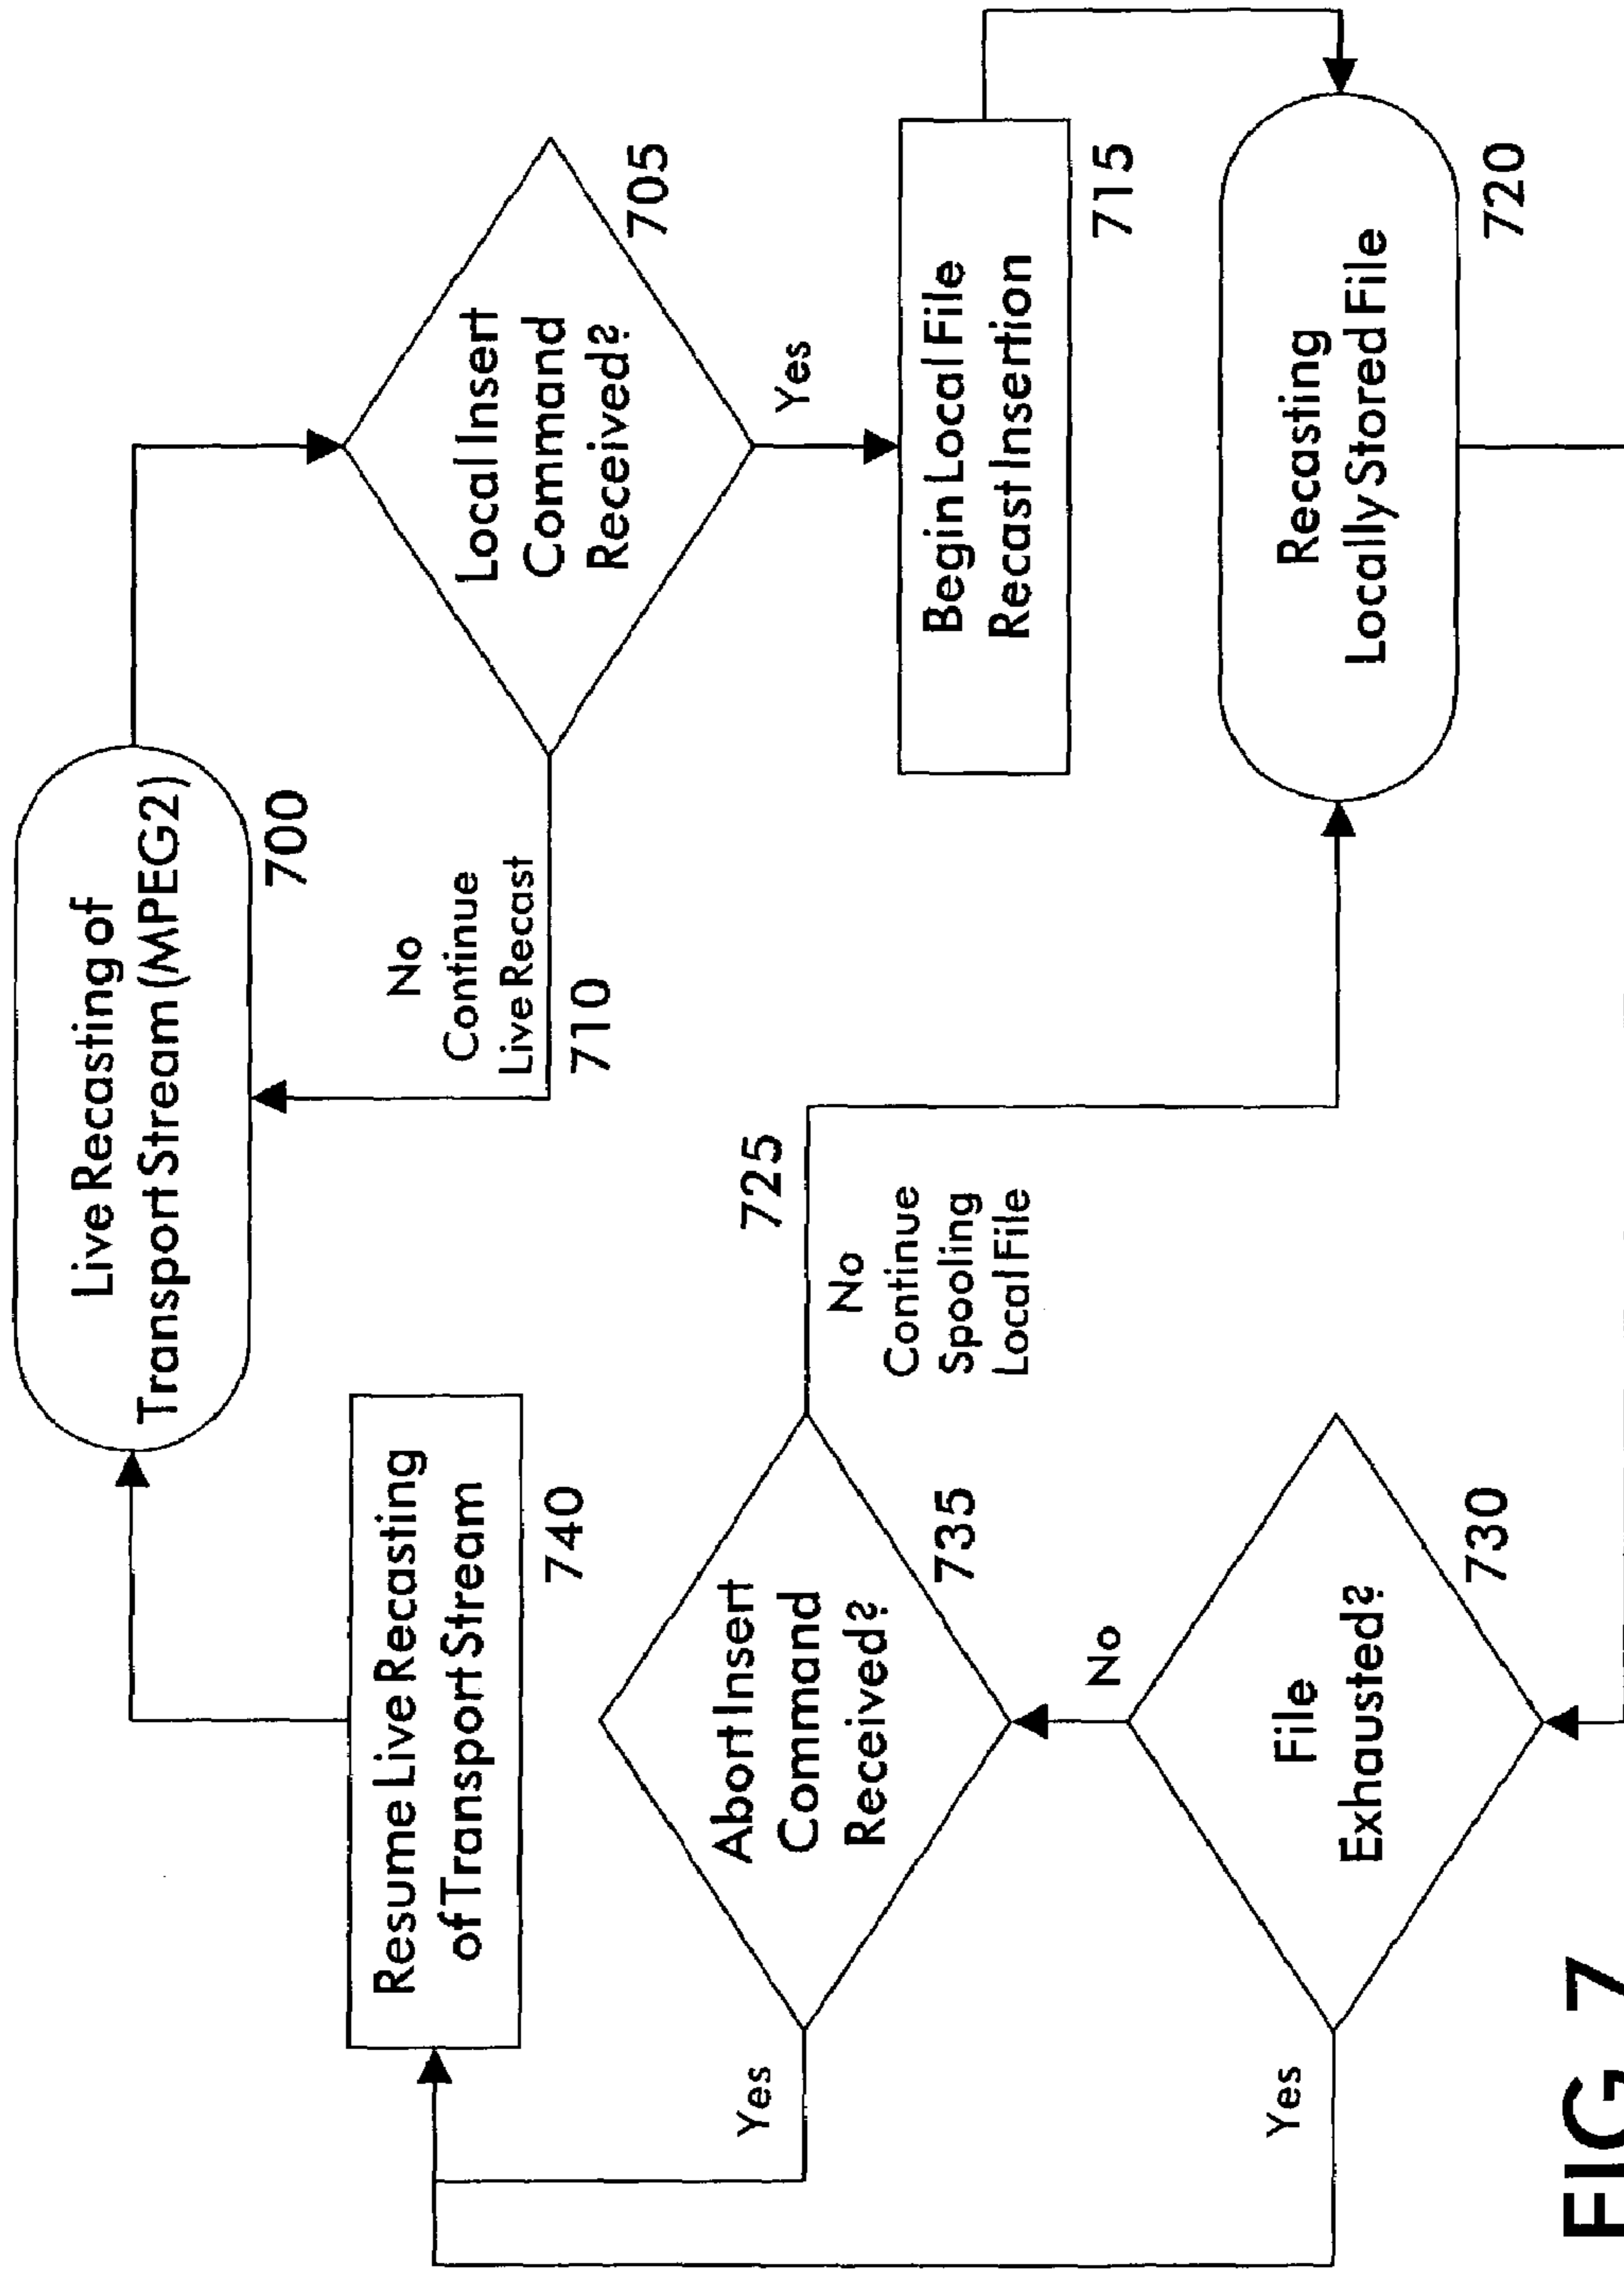 Live Recasting of
Transport Stream (MPEG2)
700
Local Insert
Command
Received?
705
No
Continue
Live Recast
710
Yes
Begin Local File
Recast Insertion
715
Recasting
Locally Stored File
720
Resume Live Recasting
of Transport Stream
740
Abort Insert
Command
Received?
735
Yes
725
No
Continue
Spooling
Local File
No
File
Exhausted?
730
Yes
FIG 7